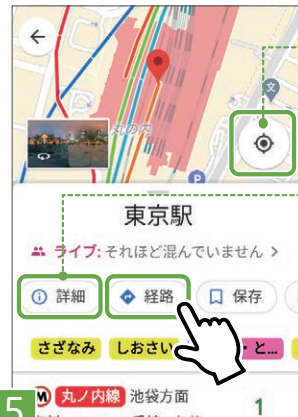 丸の内
文
P
東京駅
ライブ: それほど混んでいません >
詳細
経路
保存
さざなみ
しおさい
・と...
M 丸ノ内線 池袋方面
5
1